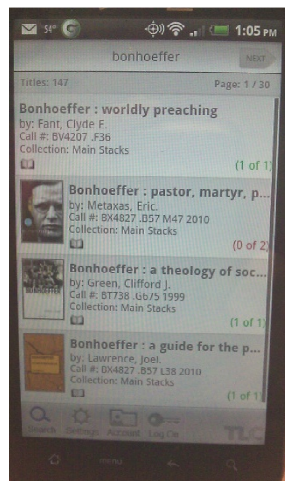 54° 1:05 PM
bonhoeffer NEXT
Titles: 147 Page: 1 / 30
Bonhoeffer : worldly preaching
by: Fant, Clyde E.
Call #: BV4207 .F36
Collection: Main Stacks
(1 of 1)
Bonhoeffer : pastor, martyr, p...
by: Metaxas, Eric.
Call #: BX4827 .B57 M47 2010
Collection: Main Stacks
(0 of 2)
Bonhoeffer : a theology of soc...
by: Green, Clifford J.
Call #: BT738 .G675 1999
Collection: Main Stacks
(1 of 1)
Bonhoeffer : a guide for the p...
by: Lawrence, Joel.
Call #: BX4827 .B57 L38 2010
Collection: Main Stacks
(1 of 1)
Search Settings Account Log On TLC
menu